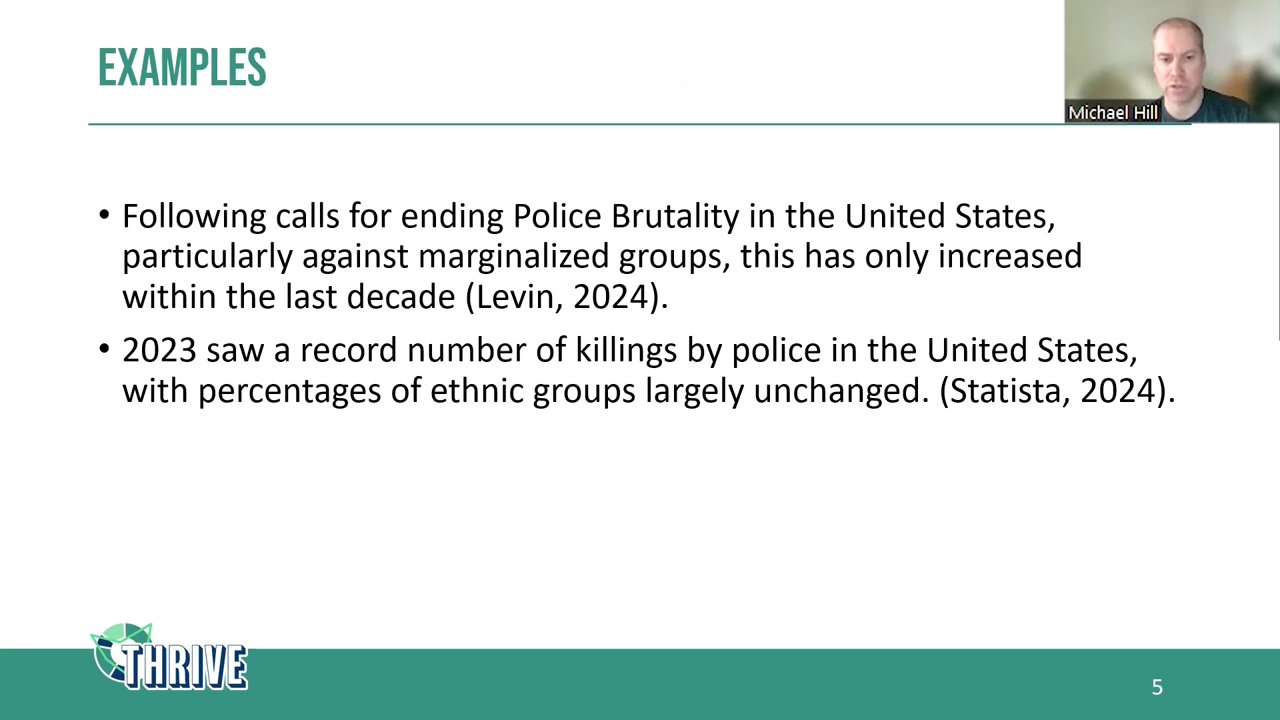 EXAMPLES
Michael Hill
• Following calls for ending Police Brutality in the United States,
particularly against marginalized groups, this has only increased
within the last decade (Levin, 2024).
• 2023 saw a record number of killings by police in the United States,
with percentages of ethnic groups largely unchanged. (Statista, 2024).
THRIVE
5